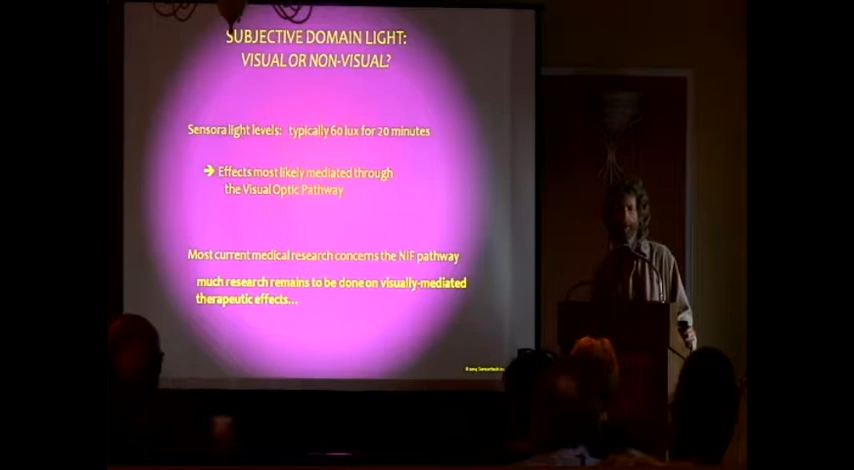 SUBJECTIVE DOMAIN LIGHT:
VISUAL OR NON-VISUAL?
Sensora light levels: typically 60 lux for 20 minutes
➔ Effects most likely mediated through
the Visual Optic Pathway
Most current medical research concerns the NIF pathway
much research remains to be done on visually-mediated
therapeutic effects...